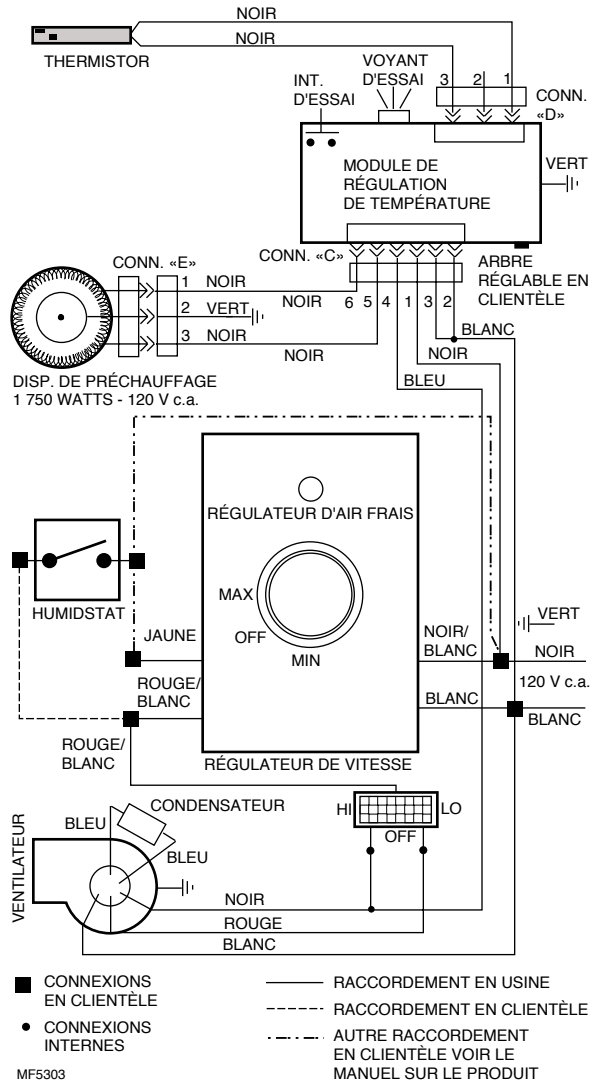 NOIR
NOIR
THERMISTOR
VOYANT
D'ESSAI
INT.
D'ESSAI
3 2 1
CONN.
«D»
MODULE DE
RÉGULATION
DE TEMPÉRATURE
VERT
CONN. «C»
ARBRE
RÉGLABLE EN
CLIENTÈLE
CONN. «E»
1 NOIR
2 VERT
3 NOIR
NOIR
NOIR
6 5 4 1 3 2
BLANC
NOIR
BLEU
DISP. DE PRÉCHAUFFAGE
1 750 WATTS - 120 V c.a.
RÉGULATEUR D'AIR FRAIS
MAX
OFF
MIN
HUMIDSTAT
JAUNE
ROUGE/
BLANC
NOIR/
BLANC
VERT
NOIR
120 V c.a.
BLANC
BLANC
ROUGE/
BLANC
RÉGULATEUR DE VITESSE
CONDENSATEUR
HI
LO
OFF
BLEU
BLEU
VENTILATEUR
NOIR
ROUGE
BLANC
CONNEXIONS
EN CLIENTÈLE
CONNEXIONS
INTERNES
RACCORDEMENT EN USINE
RACCORDEMENT EN CLIENTÈLE
AUTRE RACCORDEMENT
EN CLIENTÈLE VOIR LE
MANUEL SUR LE PRODUIT
MF5303